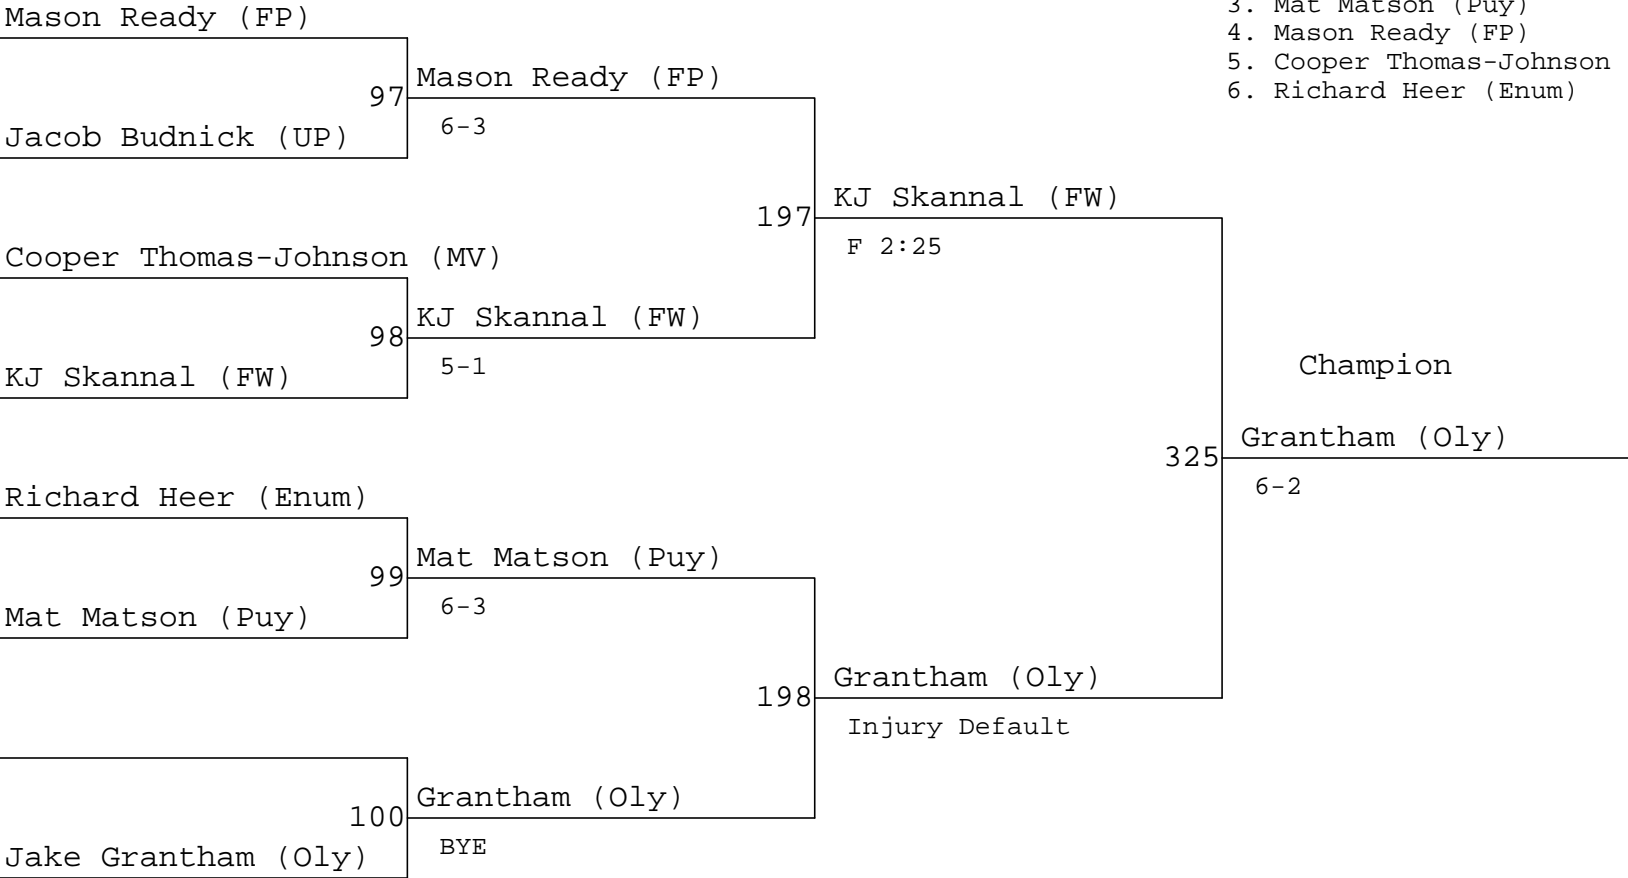 3. Mat Matson (Puy)
4. Mason Ready (FP)
5. Cooper Thomas-Johnson
6. Richard Heer (Enum)
Mason Ready (FP)
97
Mason Ready (FP)
6-3
Jacob Budnick (UP)
197
KJ Skannal (FW)
F 2:25
Cooper Thomas-Johnson (MV)
98
KJ Skannal (FW)
5-1
KJ Skannal (FW)
Champion
325
Grantham (Oly)
6-2
Richard Heer (Enum)
99
Mat Matson (Puy)
6-3
Mat Matson (Puy)
198
Grantham (Oly)
Injury Default
100
Grantham (Oly)
BYE
Jake Grantham (Oly)